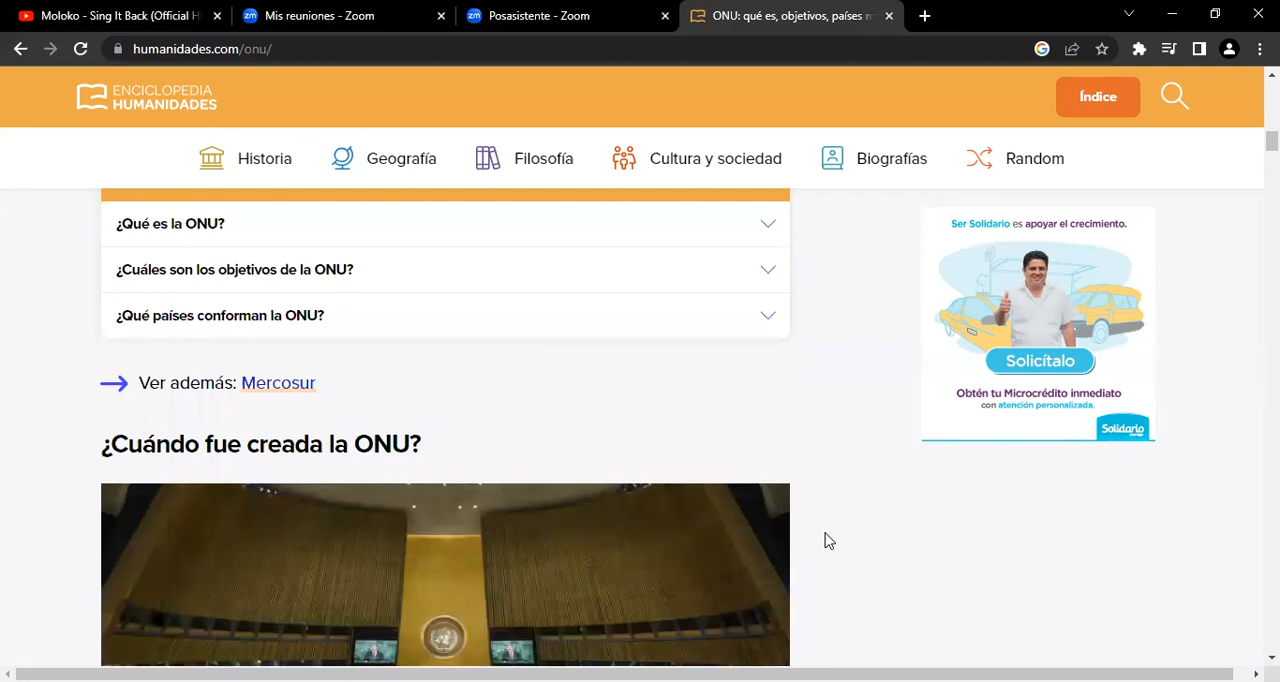 Moloko - Sing It Back (Official H
Mis reuniones - Zoom
Posasistente - Zoom
ONU: qué es, objetivos, países m
humanidades.com/onu/
ENCICLOPEDIA
HUMANIDADES
Índice
Historia
Geografía
Filosofía
Cultura y sociedad
Biografías
Random
¿Qué es la ONU?
¿Cuáles son los objetivos de la ONU?
¿Qué países conforman la ONU?
Ver además: Mercosur
¿Cuándo fue creada la ONU?
Ser Solidario es apoyar el crecimiento.
Solicítalo
Obtén tu Microcrédito inmediato
con atención personalizada.
Solidario